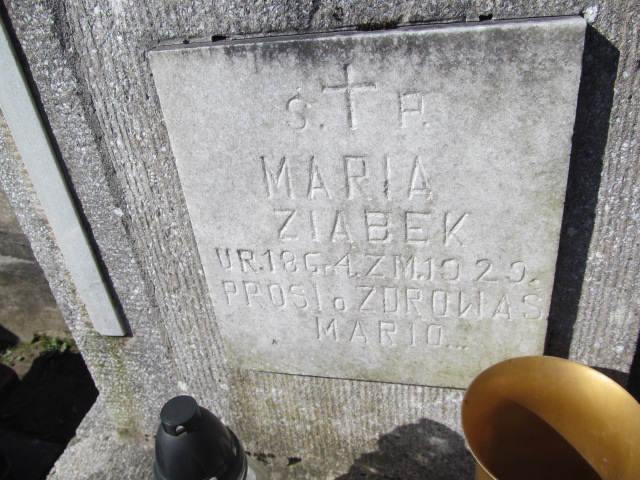 Ś. P.
MARIA
ZIABEK
UR.1864.ZM.1929.
PROSI o ZDROWAŚ
MARIO...